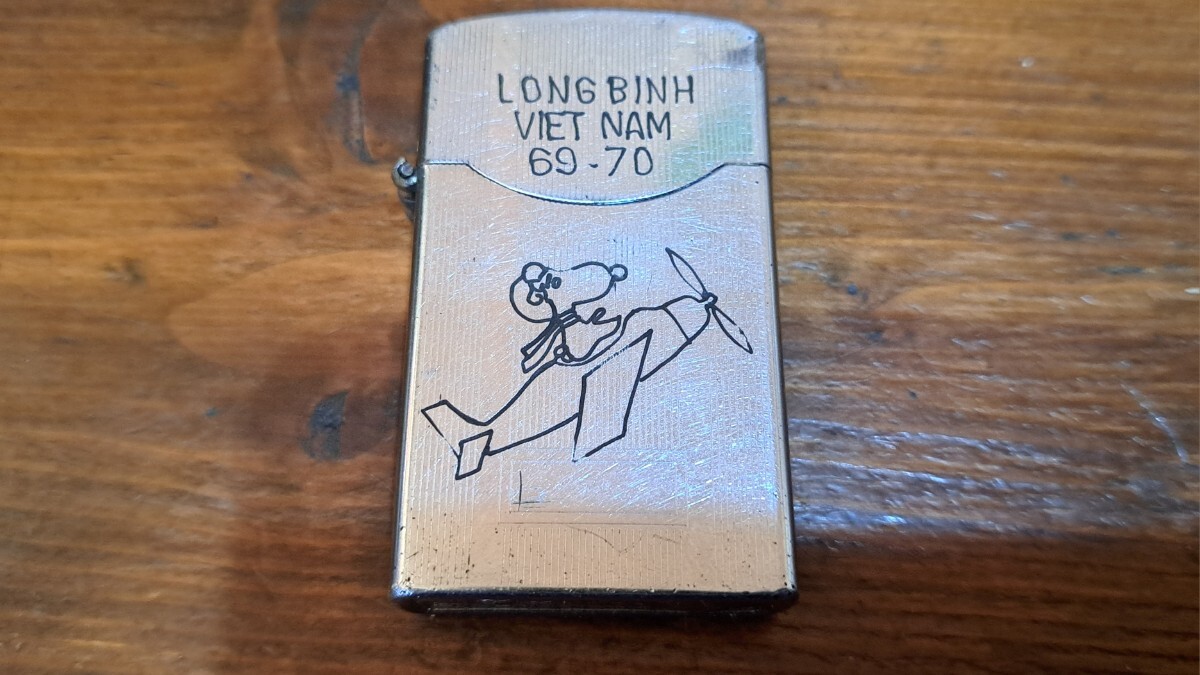 LONG BINH
VIET NAM
69-70